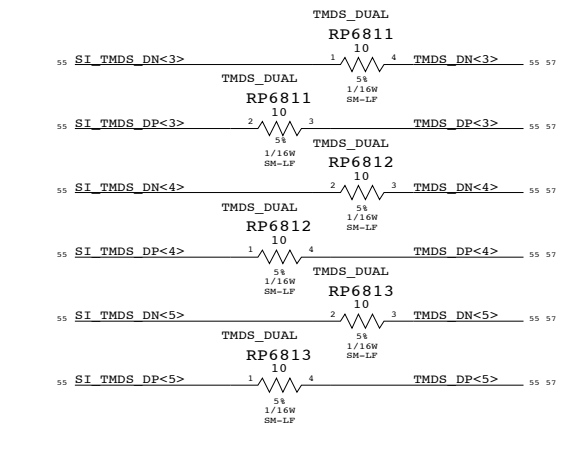 TMDS_DUAL
RP6811
10
55 SI_TMDS_DN<3> 1 4 TMDS_DN<3> 55 57
5%
1/16W
SM-LF
TMDS_DUAL
RP6811
10
55 SI_TMDS_DP<3> 2 3 TMDS_DP<3> 55 57
5%
1/16W
SM-LF
TMDS_DUAL
RP6812
10
55 SI_TMDS_DN<4> 2 3 TMDS_DN<4> 55 57
5%
1/16W
SM-LF
TMDS_DUAL
RP6812
10
55 SI_TMDS_DP<4> 1 4 TMDS_DP<4> 55 57
5%
1/16W
SM-LF
TMDS_DUAL
RP6813
10
55 SI_TMDS_DN<5> 2 3 TMDS_DN<5> 55 57
5%
1/16W
SM-LF
TMDS_DUAL
RP6813
10
55 SI_TMDS_DP<5> 1 4 TMDS_DP<5> 55 57
5%
1/16W
SM-LF